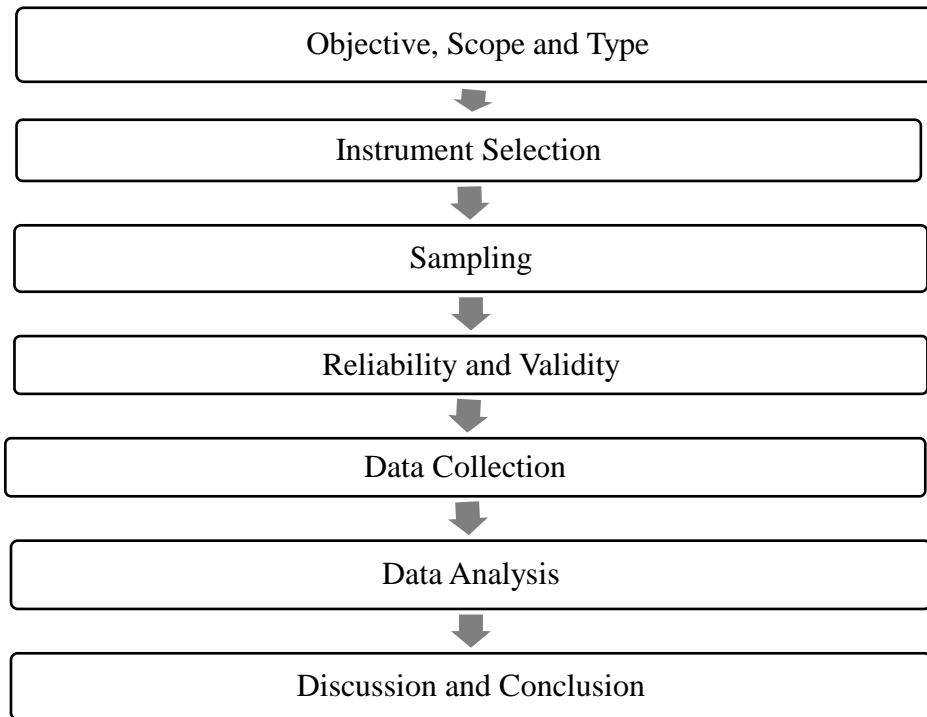 Objective, Scope and Type
Instrument Selection
Sampling
Reliability and Validity
Data Collection
Data Analysis
Discussion and Conclusion